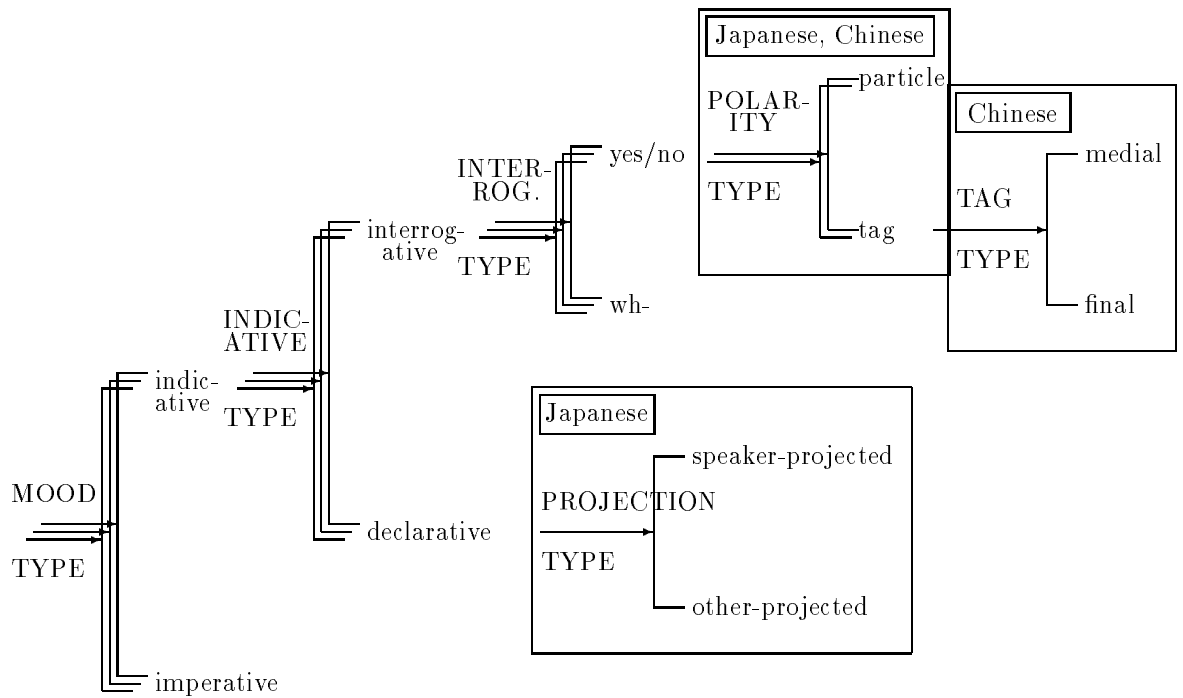 Japanese, Chinese
particle
POLAR-
ITY
TYPE
tag
Chinese
medial
TAG
TYPE
final
yes/no
INTER-
ROG.
TYPE
wh-
interrog-
ative
INDIC-
ATIVE
TYPE
declarative
indic-
ative
MOOD
TYPE
imperative
Japanese
speaker-projected
PROJECTION
TYPE
other-projected